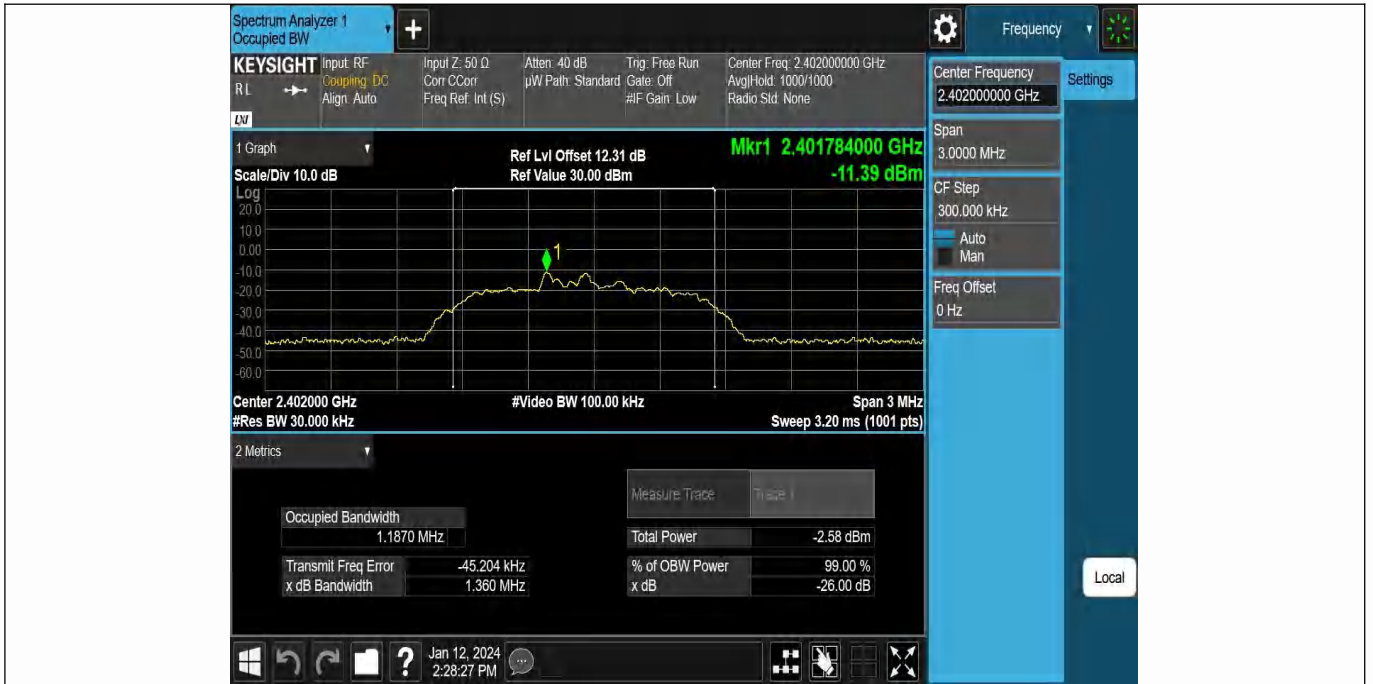 Spectrum Analyzer 1
Occupied BW
Frequency
KEYSIGHT
R L
LXI
Input: RF
Coupling: DC
Align: Auto
Input Z: 50 Ω
Corr CCorr
Freq Ref: Int (S)
Atten: 40 dB
µW Path: Standard
Trig: Free Run
Gate: Off
#IF Gain: Low
Center Freq: 2.402000000 GHz
Avg|Hold: 1000/1000
Radio Std: None
Center Frequency
2.402000000 GHz
Settings
Span
3.0000 MHz
CF Step
300.000 kHz
Auto
Man
Freq Offset
0 Hz
1 Graph
Scale/Div 10.0 dB
Ref Lvl Offset 12.31 dB
Ref Value 30.00 dBm
Mkr1 2.401784000 GHz
-11.39 dBm
Log
20.0
10.0
0.00
-10.0
-20.0
-30.0
-40.0
-50.0
-60.0
1
Center 2.402000 GHz
#Video BW 100.00 kHz
Span 3 MHz
#Res BW 30.000 kHz
Sweep 3.20 ms (1001 pts)
2 Metrics
Measure Trace
Trace 1
Occupied Bandwidth
1.1870 MHz
Total Power
-2.58 dBm
Transmit Freq Error
-45.204 kHz
% of OBW Power
99.00 %
x dB Bandwidth
1.360 MHz
x dB
-26.00 dB
Local
Jan 12, 2024
2:28:27 PM